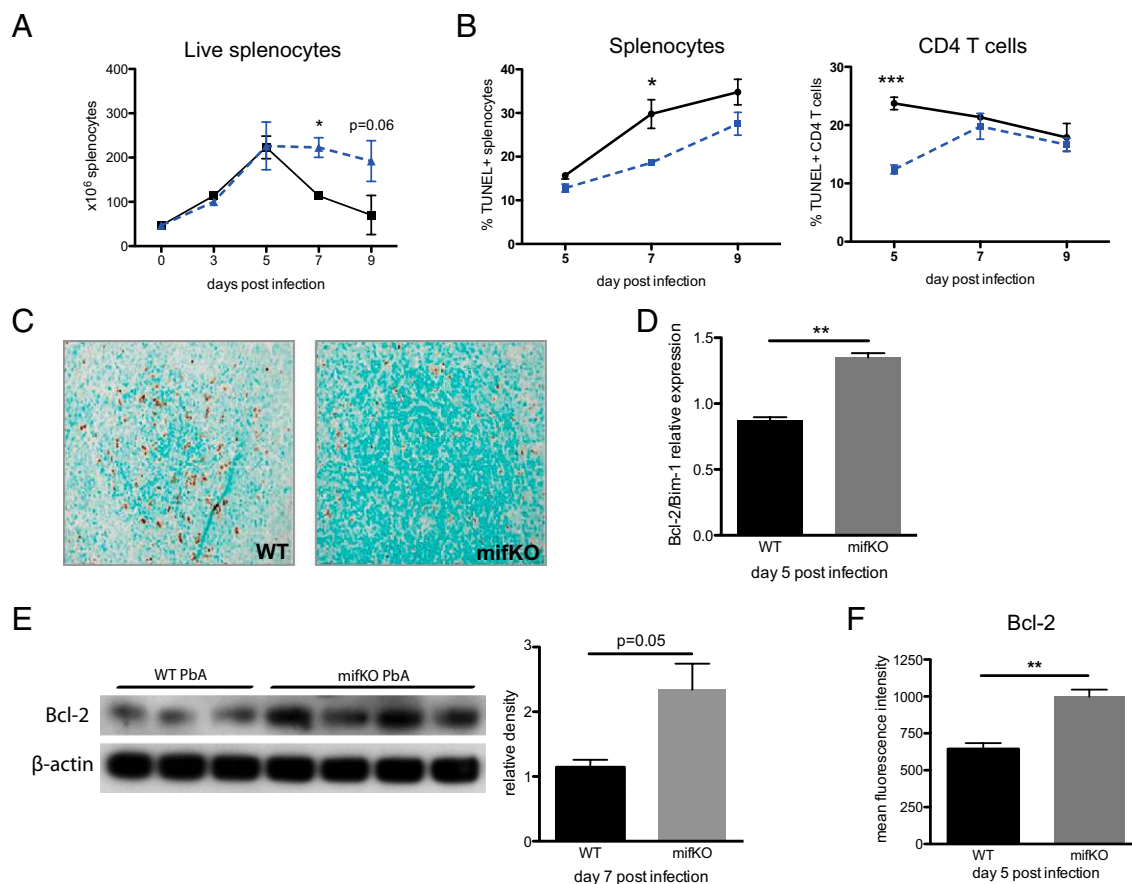 A
Live splenocytes
x10⁶ splenocytes
400
300
200
100
0
*
p=0.06
0 3 5 7 9
days post infection
B
Splenocytes
% TUNEL+ splenocytes
40
30
20
10
0
*
5 7 9
day post infection
CD4 T cells
% TUNEL+ CD4 T cells
30
20
10
0
***
5 7 9
day post infection
C
WT
mifKO
D
Bcl-2/Bim-1 relative expression
1.5
1.0
0.5
0.0
**
WT mifKO
day 5 post infection
E
WT PbA mifKO PbA
Bcl-2
β-actin
relative density
3
2
1
0
p=0.05
WT mifKO
day 7 post infection
F
Bcl-2
mean fluorescence intensity
1250
1000
750
500
250
0
**
WT mifKO
day 5 post infection